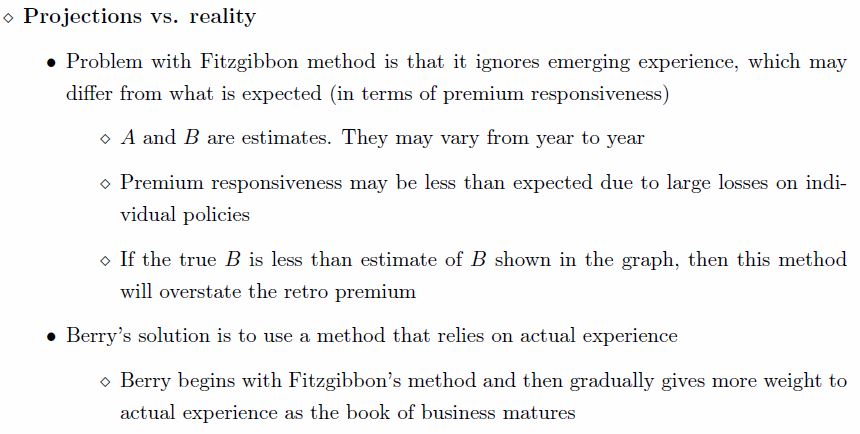 ⋄ Projections vs. reality
• Problem with Fitzgibbon method is that it ignores emerging experience, which may
differ from what is expected (in terms of premium responsiveness)
⋄ A and B are estimates. They may vary from year to year
⋄ Premium responsiveness may be less than expected due to large losses on indi-
vidual policies
⋄ If the true B is less than estimate of B shown in the graph, then this method
will overstate the retro premium
• Berry's solution is to use a method that relies on actual experience
⋄ Berry begins with Fitzgibbon's method and then gradually gives more weight to
actual experience as the book of business matures